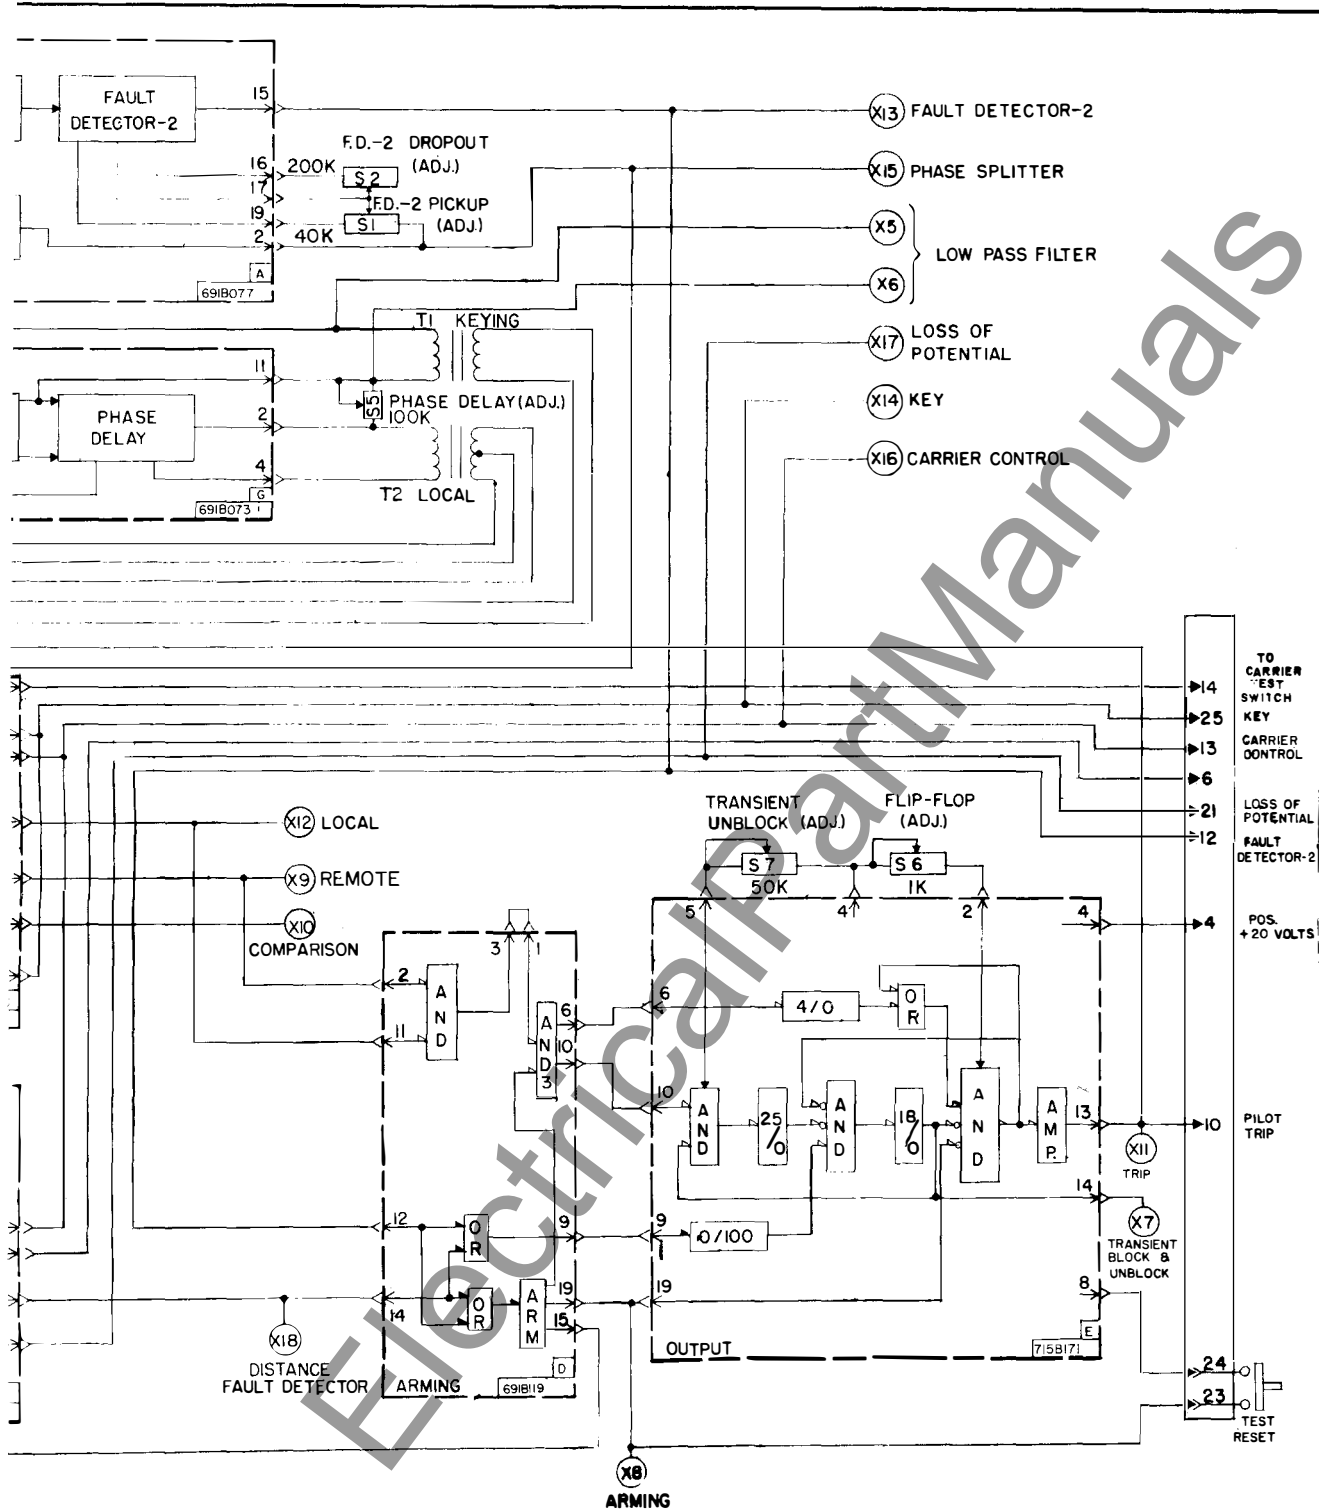 FAULT
DETECTOR-2
15
16
17
19
2
200K
40K
F.D.-2 DROPOUT
(ADJ.)
S2
F.D.-2 PICKUP
(ADJ.)
S1
A
691B077
X13 FAULT DETECTOR-2
X15 PHASE SPLITTER
X5
X6
LOW PASS FILTER
X17 LOSS OF
POTENTIAL
X14 KEY
X16 CARRIER CONTROL
T1 KEYING
11
2
4
PHASE
DELAY
S5
PHASE DELAY (ADJ.)
100K
T2 LOCAL
G
691B073
14
TO
CARRIER
TEST
SWITCH
25
KEY
13
CARRIER
CONTROL
6
21
LOSS OF
POTENTIAL
12
FAULT
DETECTOR-2
4
POS.
+20 VOLTS
10
PILOT
TRIP
24
23
TEST
RESET
X12 LOCAL
X9 REMOTE
X10
COMPARISON
TRANSIENT
UNBLOCK (ADJ.)
S7
50K
FLIP-FLOP
(ADJ.)
S6
1K
3
1
2
11
AND
AND
3
6
10
12
OR
9
14
OR
ARM
19
15
D
ARMING
691B119
X18
DISTANCE
FAULT DETECTOR
5
4
2
4
6
4/0
OR
10
AND
25/0
AND
18/0
AND
AMP.
13
X11
TRIP
14
X7
TRANSIENT
BLOCK &
UNBLOCK
9
0/100
19
8
E
OUTPUT
715B171
X8
ARMING
ElectricalPartManuals